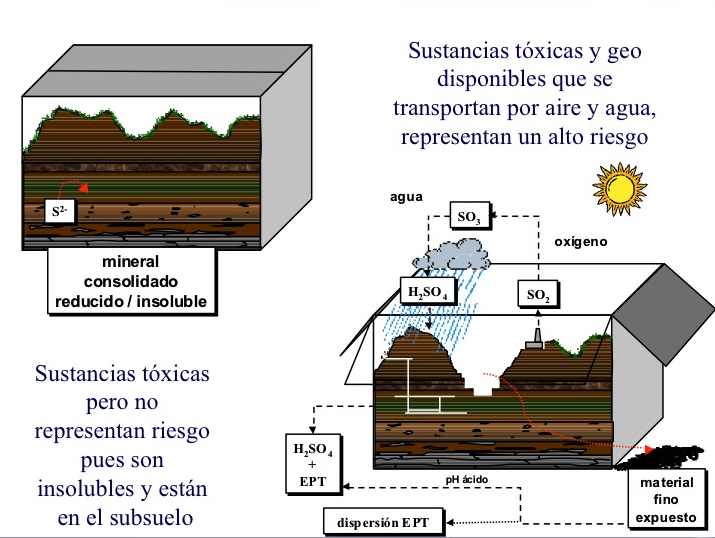 Sustancias tóxicas y geo
disponibles que se
transportan por aire y agua,
representan un alto riesgo
agua
SO₃
oxígeno
S²⁻
mineral
consolidado
reducido / insoluble
H₂SO₄
SO₂
Sustancias tóxicas
pero no
representan riesgo
pues son
insolubles y están
en el subsuelo
H₂SO₄
+
EPT
pH ácido
material
fino
expuesto
dispersión EPT